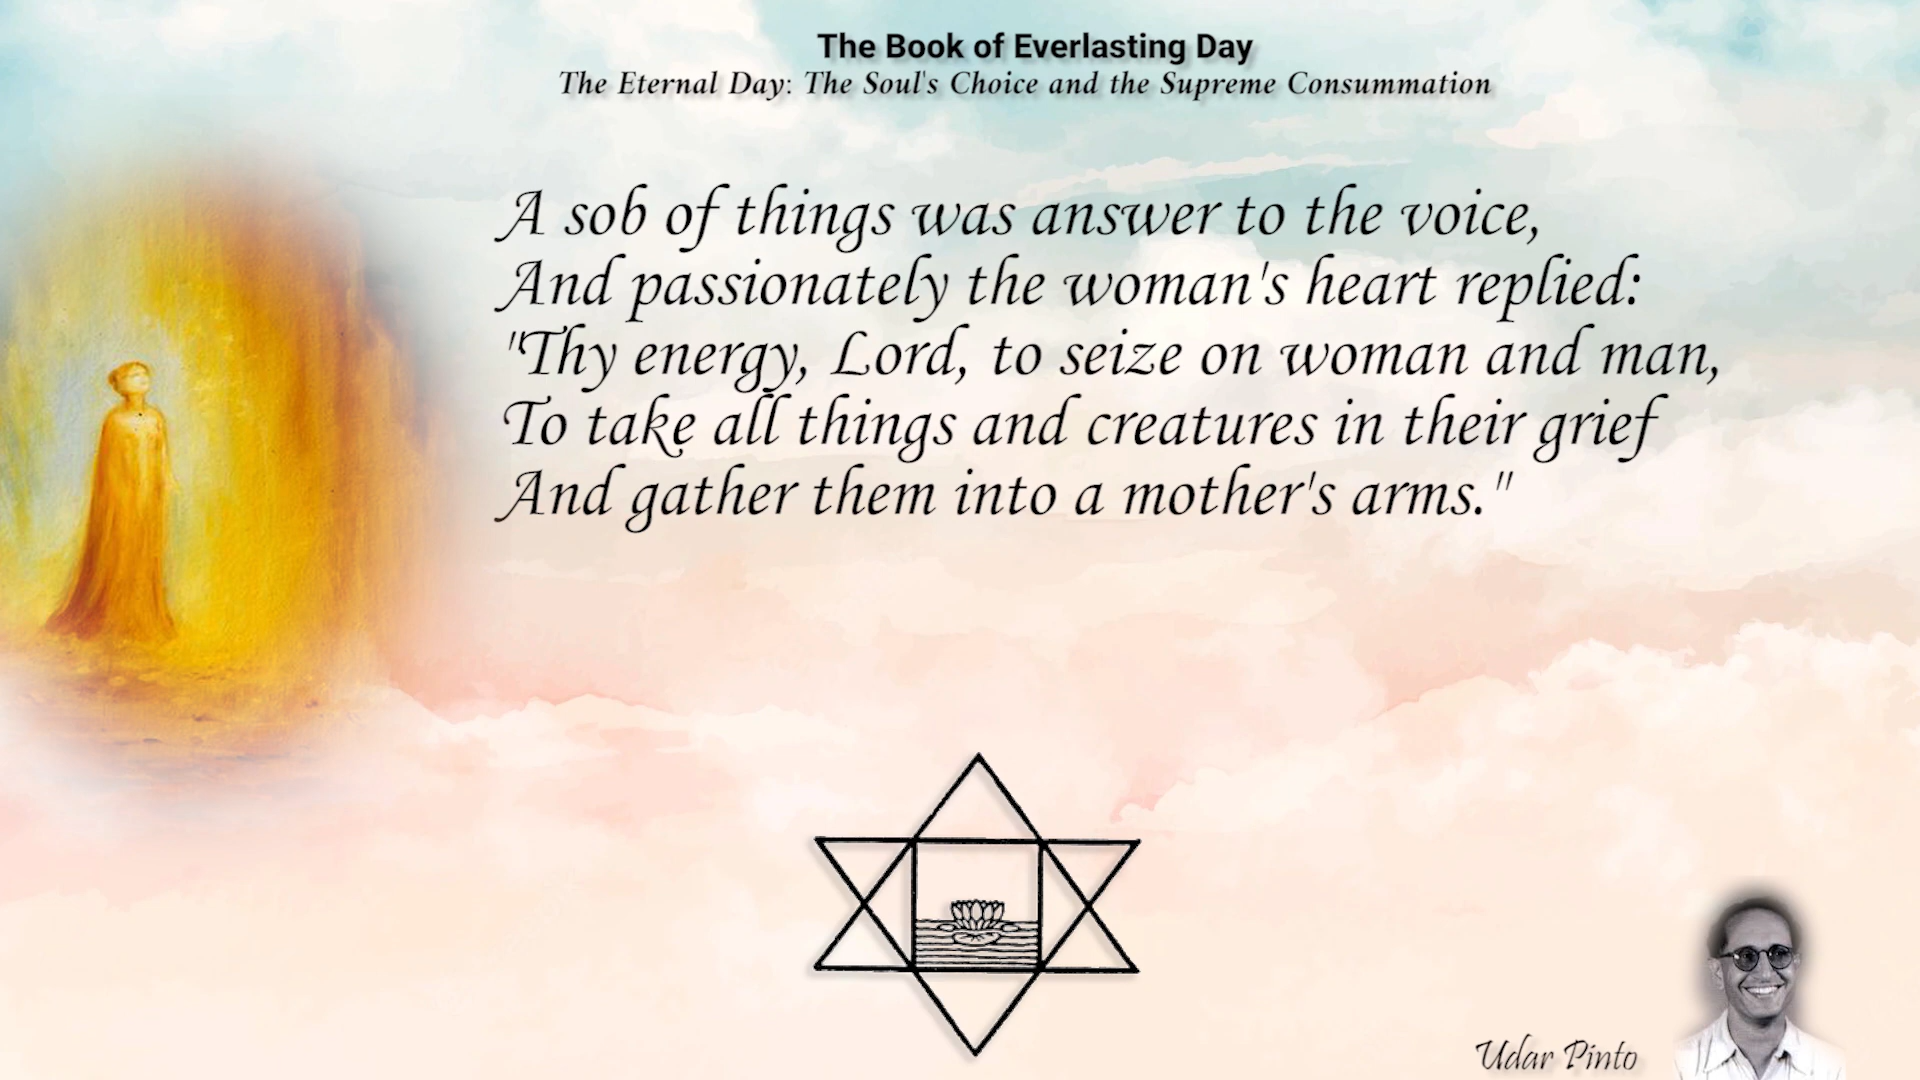 The Book of Everlasting Day
The Eternal Day: The Soul's Choice and the Supreme Consummation
A sob of things was answer to the voice,
And passionately the woman's heart replied:
"Thy energy, Lord, to seize on woman and man,
To take all things and creatures in their grief
And gather them into a mother's arms."
Udar Pinto